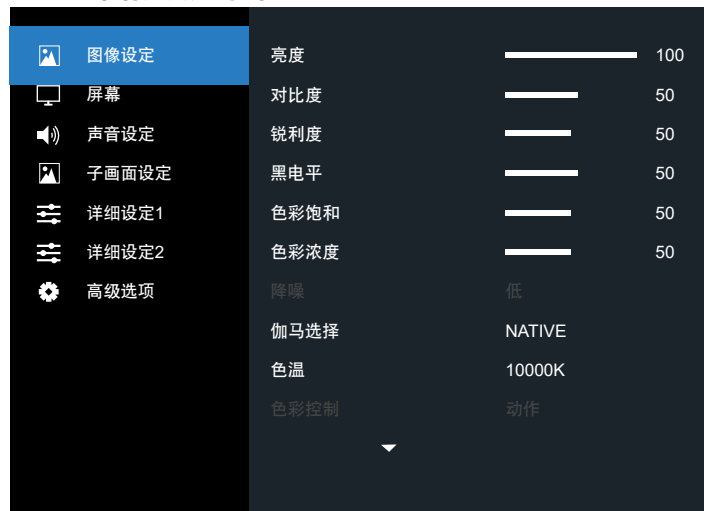 图像设定
屏幕
声音设定
子画面设定
详细设定1
详细设定2
高级选项
亮度 100
对比度 50
锐利度 50
黑电平 50
色彩饱和 50
色彩浓度 50
降噪 低
伽马选择 NATIVE
色温 10000K
色彩控制 动作